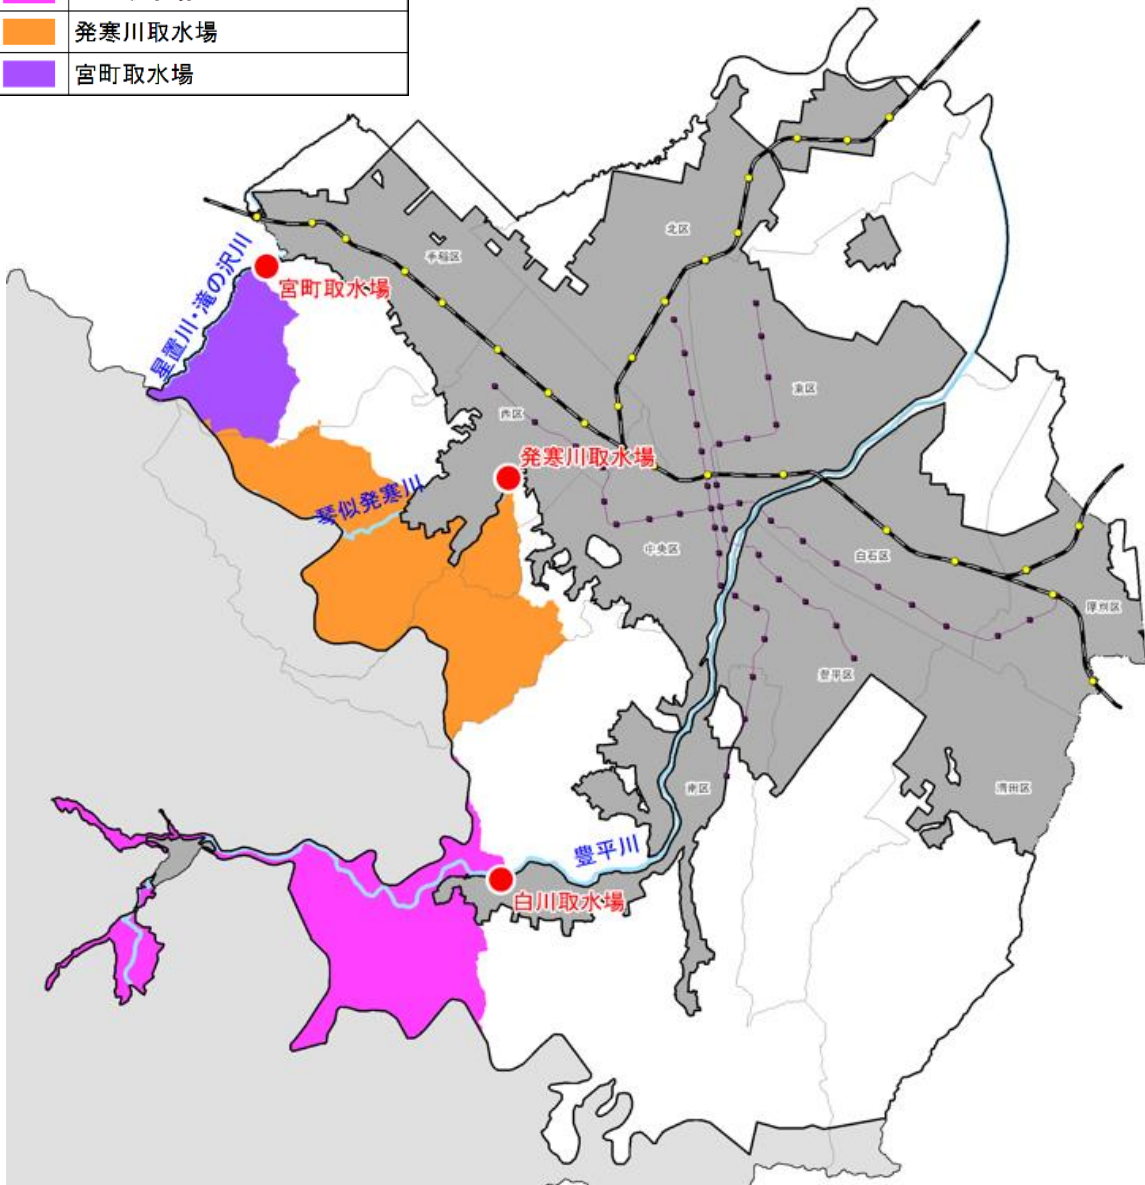 発寒川取水場
宮町取水場
北区
手稲区
星置川・滝の沢川
宮町取水場
東区
西区
発寒川取水場
琴似発寒川
中央区
白石区
厚別区
豊平区
南区
清田区
豊平川
白川取水場